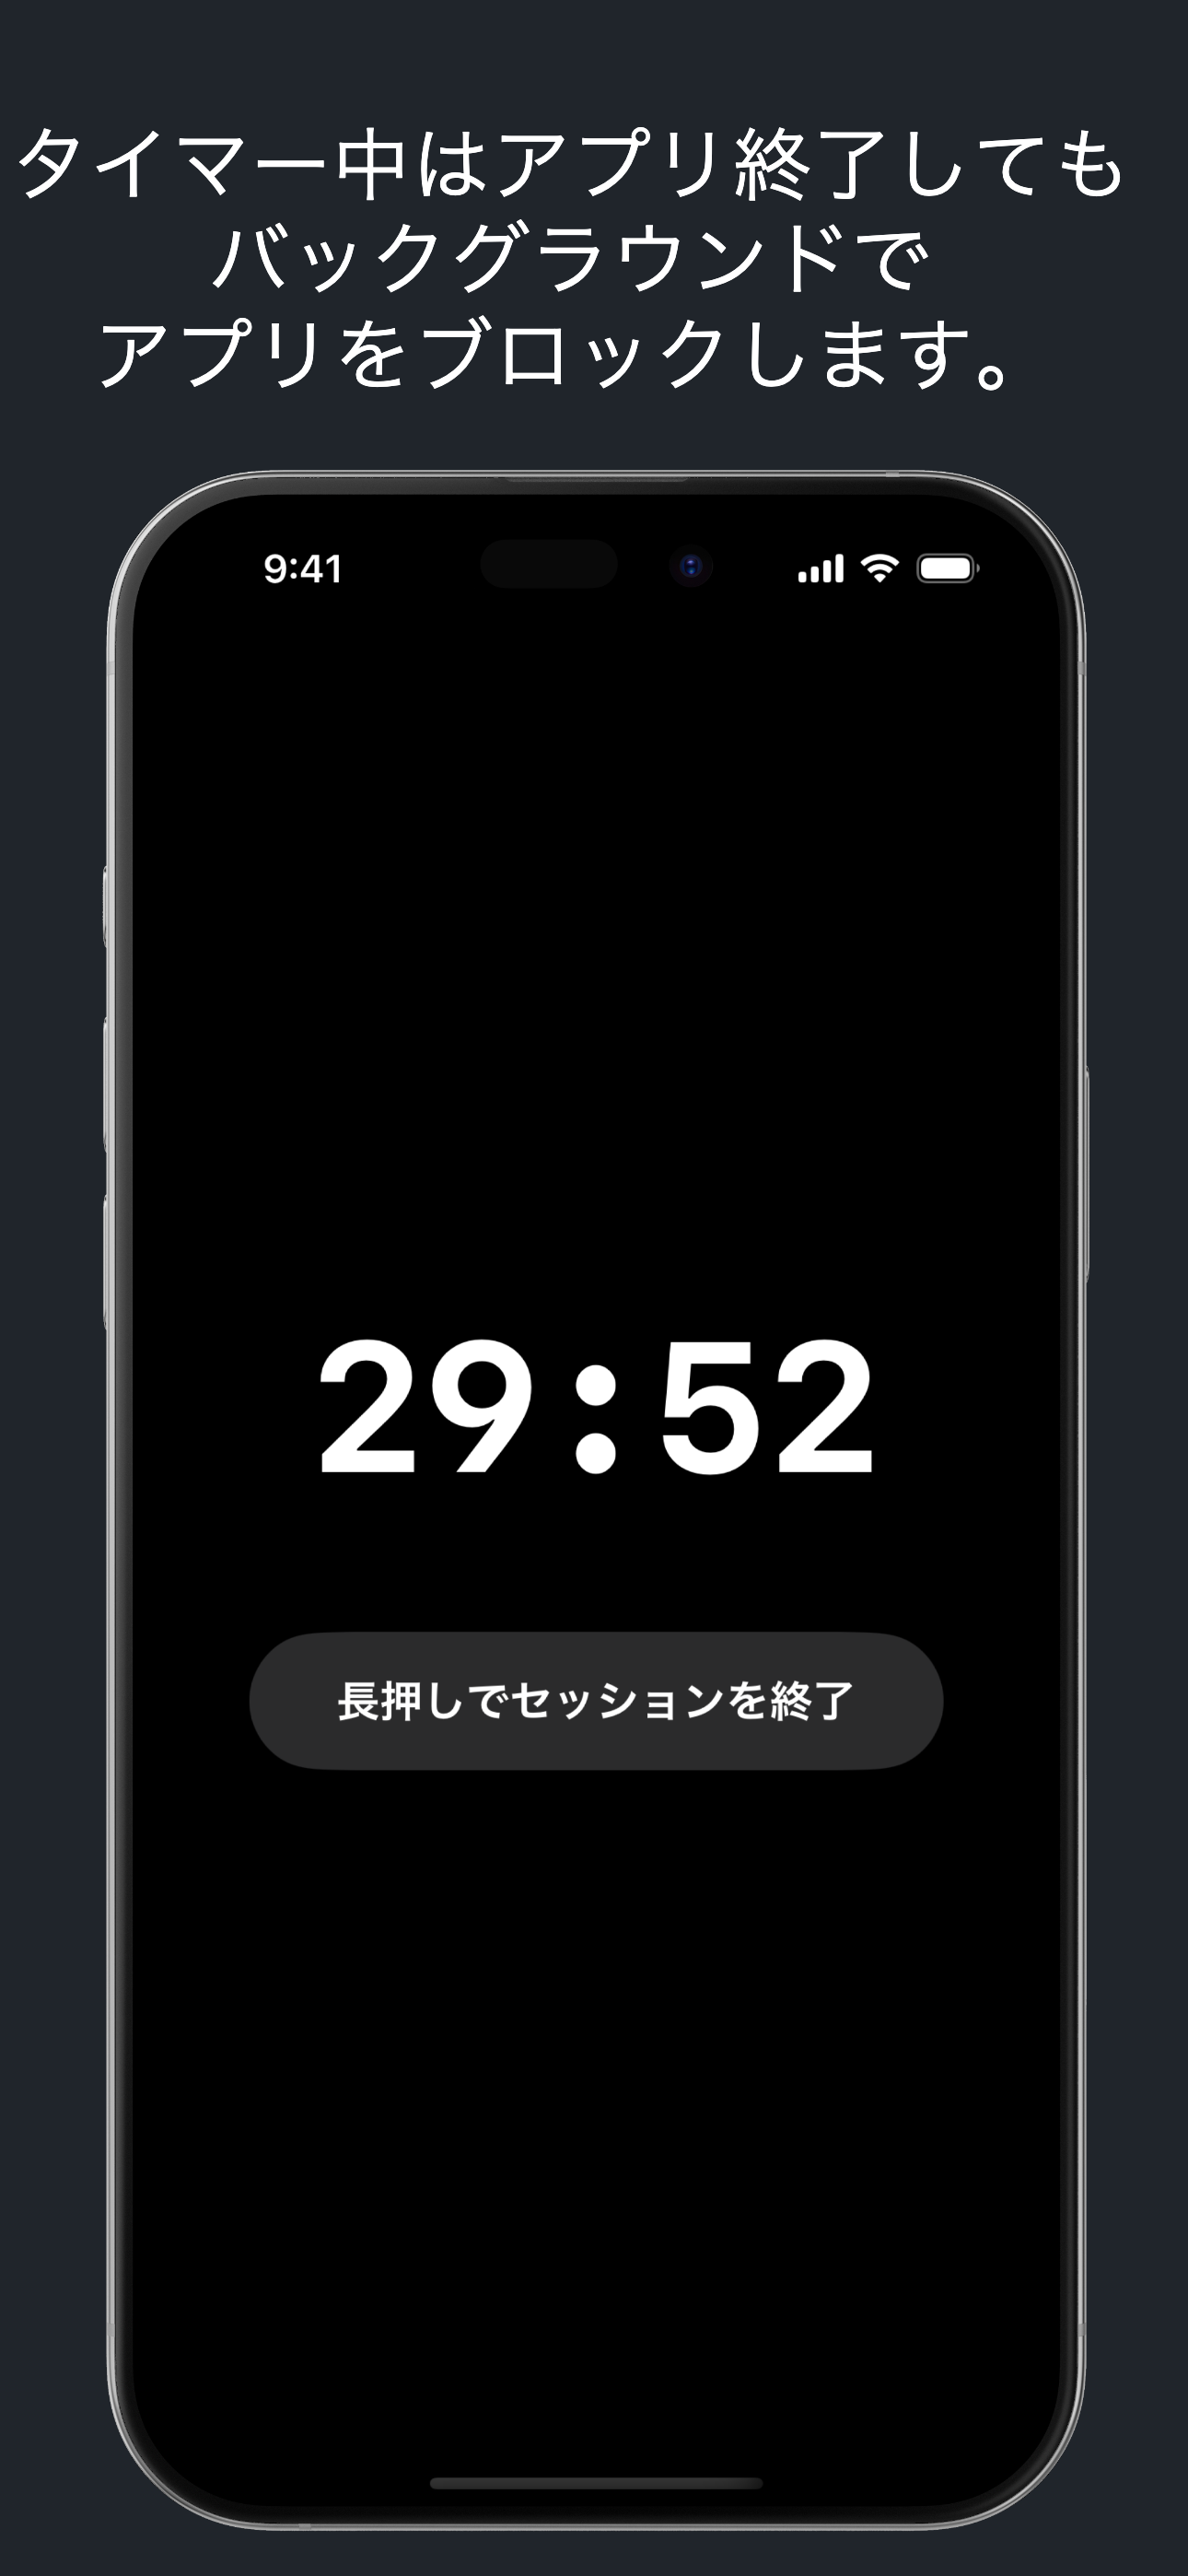 タイマー中はアプリ終了しても
バックグラウンドで
アプリをブロックします。
9:41
29:52
長押しでセッションを終了